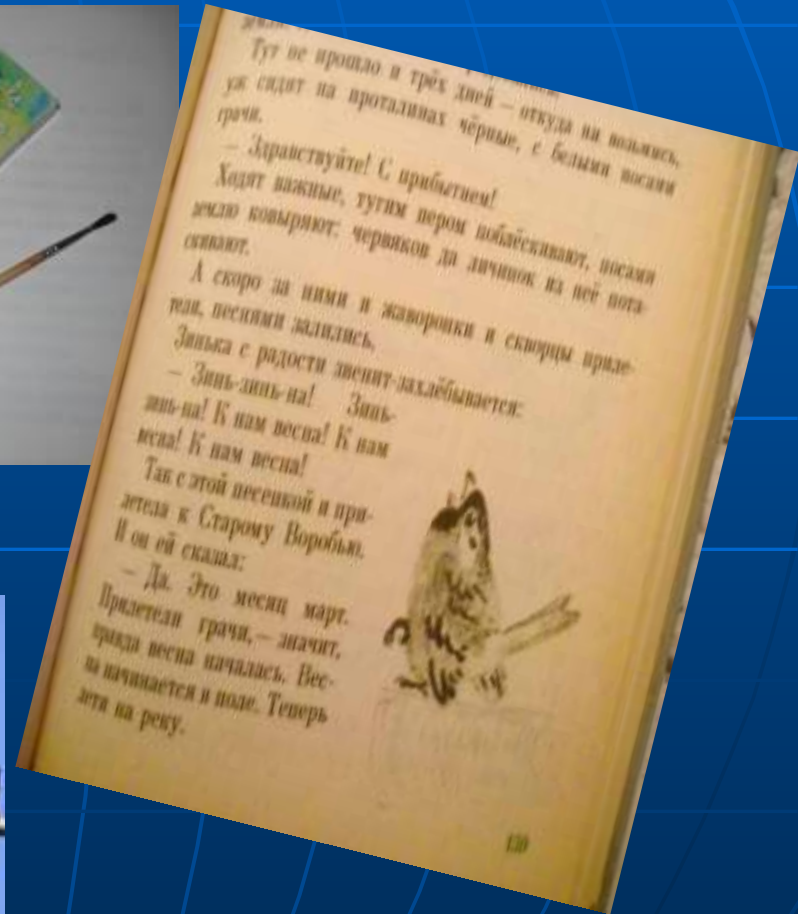 Тут не прошло и трёх дней — откуда ни возьмись,
уж сидят на проталинах чёрные, с белыми носами
грачи.
— Здравствуйте! С прибытием!
Ходят важные, тугим пером поблёскивают, носами
землю ковыряют: червяков да личинок из неё пота-
скивают.
А скоро за ними и жаворонки и скворцы приле-
тели, песнями залились.
Зинька с радости звенит-захлёбывается:
— Зинь-зинь-на! Зинь-
зинь-на! К нам весна! К нам
весна! К нам весна!
Так с этой песенкой и при-
летела к Старому Воробью.
И он ей сказал:
— Да. Это месяц март.
Прилетели грачи,— значит,
правда весна началась. Вес-
на начинается в поле. Теперь
лети на реку.